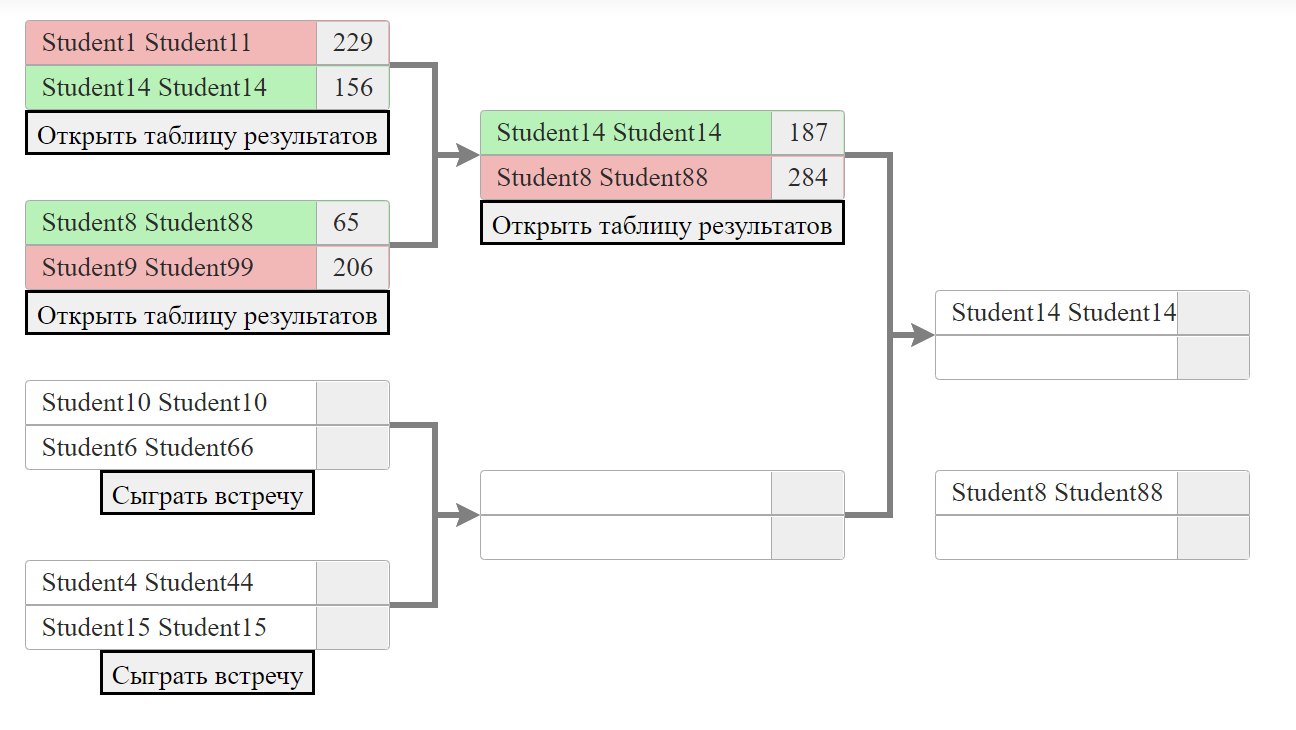 Student1 Student11 229
Student14 Student14 156
Открыть таблицу результатов
Student8 Student88 65
Student9 Student99 206
Открыть таблицу результатов
Student10 Student10
Student6 Student66
Сыграть встречу
Student4 Student44
Student15 Student15
Сыграть встречу
Student14 Student14 187
Student8 Student88 284
Открыть таблицу результатов
Student14 Student14
Student8 Student88